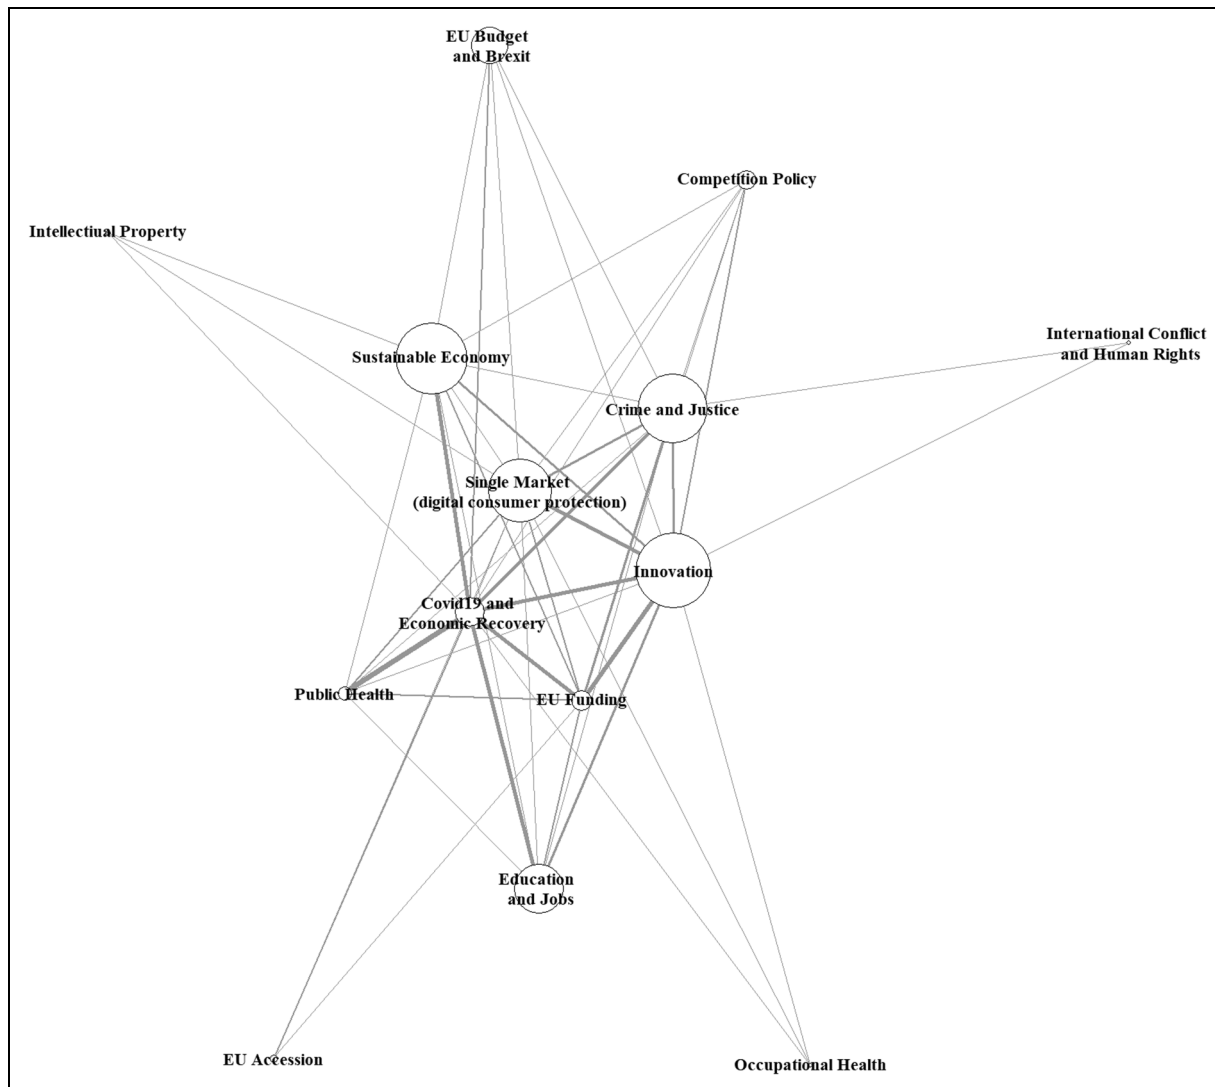 EU Budget
and Brexit
Competition Policy
Intellectiual Property
International Conflict
and Human Rights
Sustainable Economy
Crime and Justice
Single Market
(digital consumer protection)
Innovation
Covid19 and
Economic Recovery
Public Health
EU Funding
Education
and Jobs
EU Accession
Occupational Health